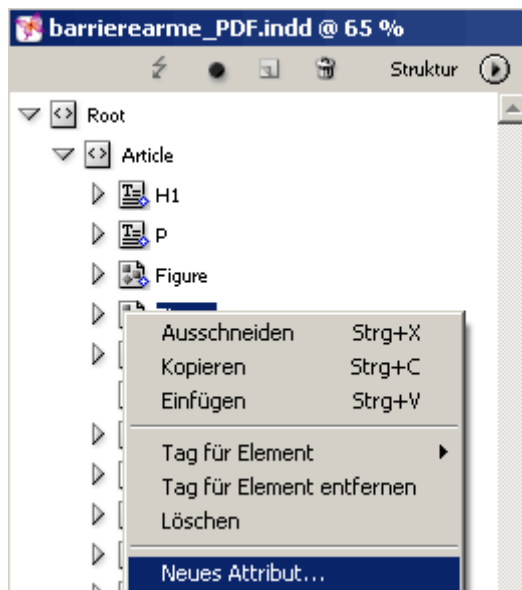 barrierearme_PDF.indd @ 65 %
Struktur
Root
Article
H1
P
Figure
Ausschneiden Strg+X
Kopieren Strg+C
Einfügen Strg+V
Tag für Element
Tag für Element entfernen
Löschen
Neues Attribut...